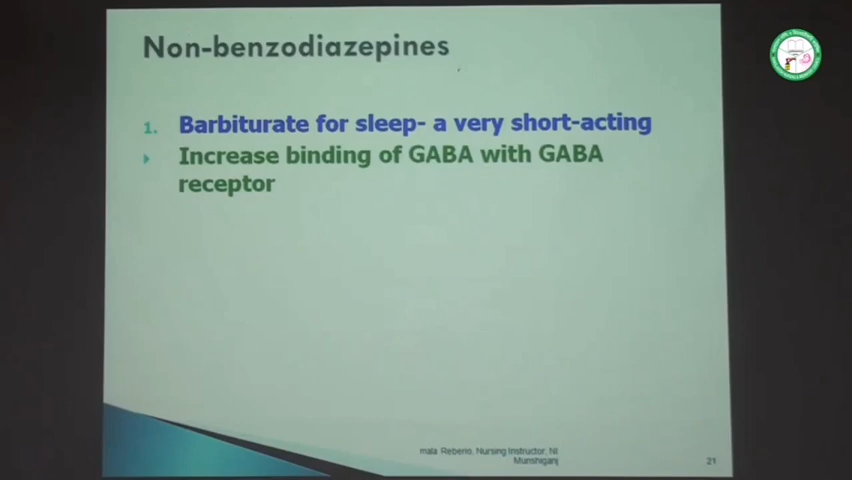 Non-benzodiazepines
1. Barbiturate for sleep- a very short-acting
Increase binding of GABA with GABA
receptor
mala Rebeno, Nursing Instructor, NI
Munshiganj
21